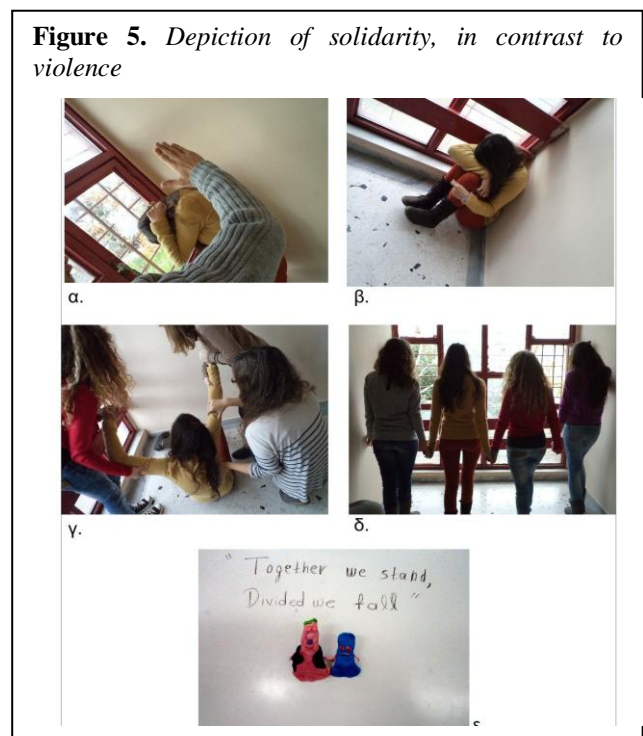 Figure 5. Depiction of solidarity, in contrast to
violence
α.
β.
γ.
δ.
" Together we stand,
Divided we fall "